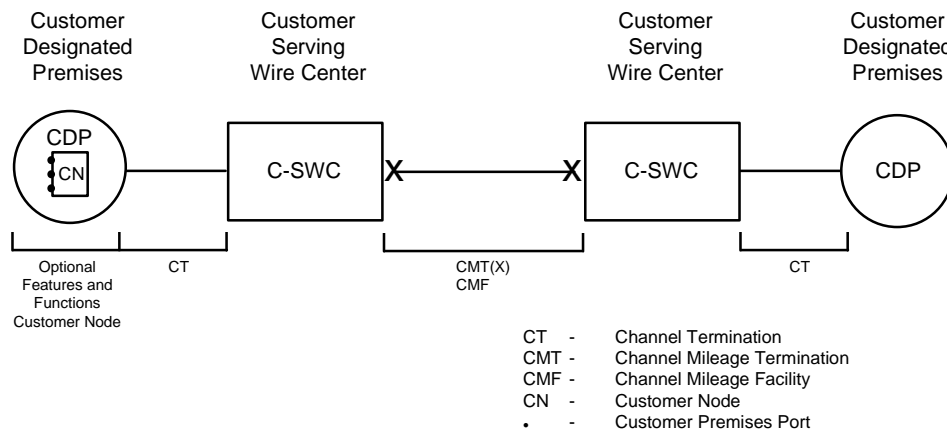 Customer
Designated
Premises
Customer
Serving
Wire Center
Customer
Serving
Wire Center
Customer
Designated
Premises
CDP
CN
C-SWC
X
X
C-SWC
CDP
Optional
Features and
Functions
Customer Node
CT
CMT(X)
CMF
CT
CT - Channel Termination
CMT - Channel Mileage Termination
CMF - Channel Mileage Facility
CN - Customer Node
• - Customer Premises Port